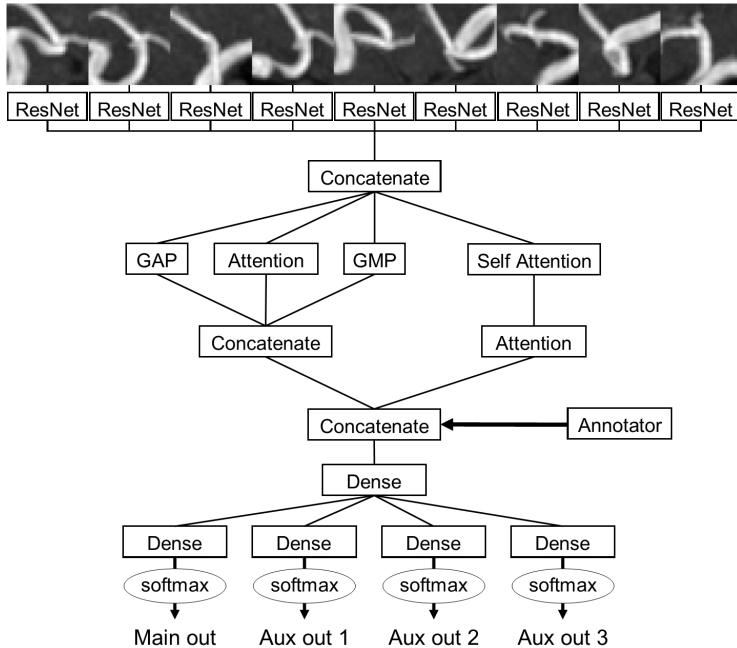 ResNet ResNet ResNet ResNet ResNet ResNet ResNet ResNet ResNet
Concatenate
GAP Attention GMP Self Attention
Concatenate Attention
Concatenate Annotator
Dense
Dense Dense Dense Dense
softmax softmax softmax softmax
Main out Aux out 1 Aux out 2 Aux out 3